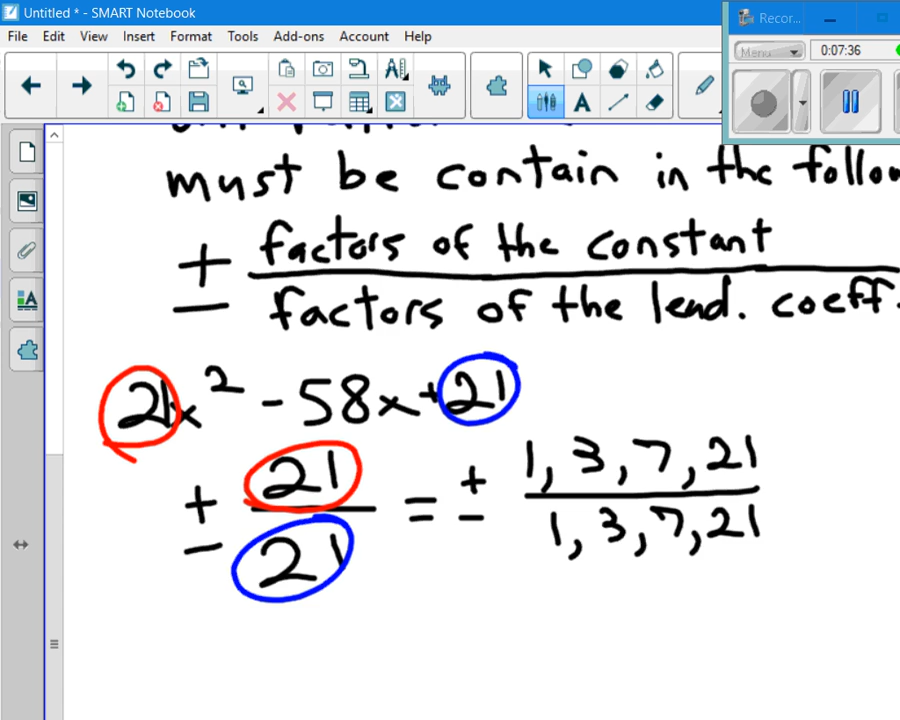 Untitled * - SMART Notebook
Recor...
File Edit View Insert Format Tools Add-ons Account Help
Menu
0:07:36
must be contain in the follow
± factors of the constant
factors of the lend. coeff.
21x² - 58x + 21
± 21 = ± 1, 3, 7, 21
21 1, 3, 7, 21